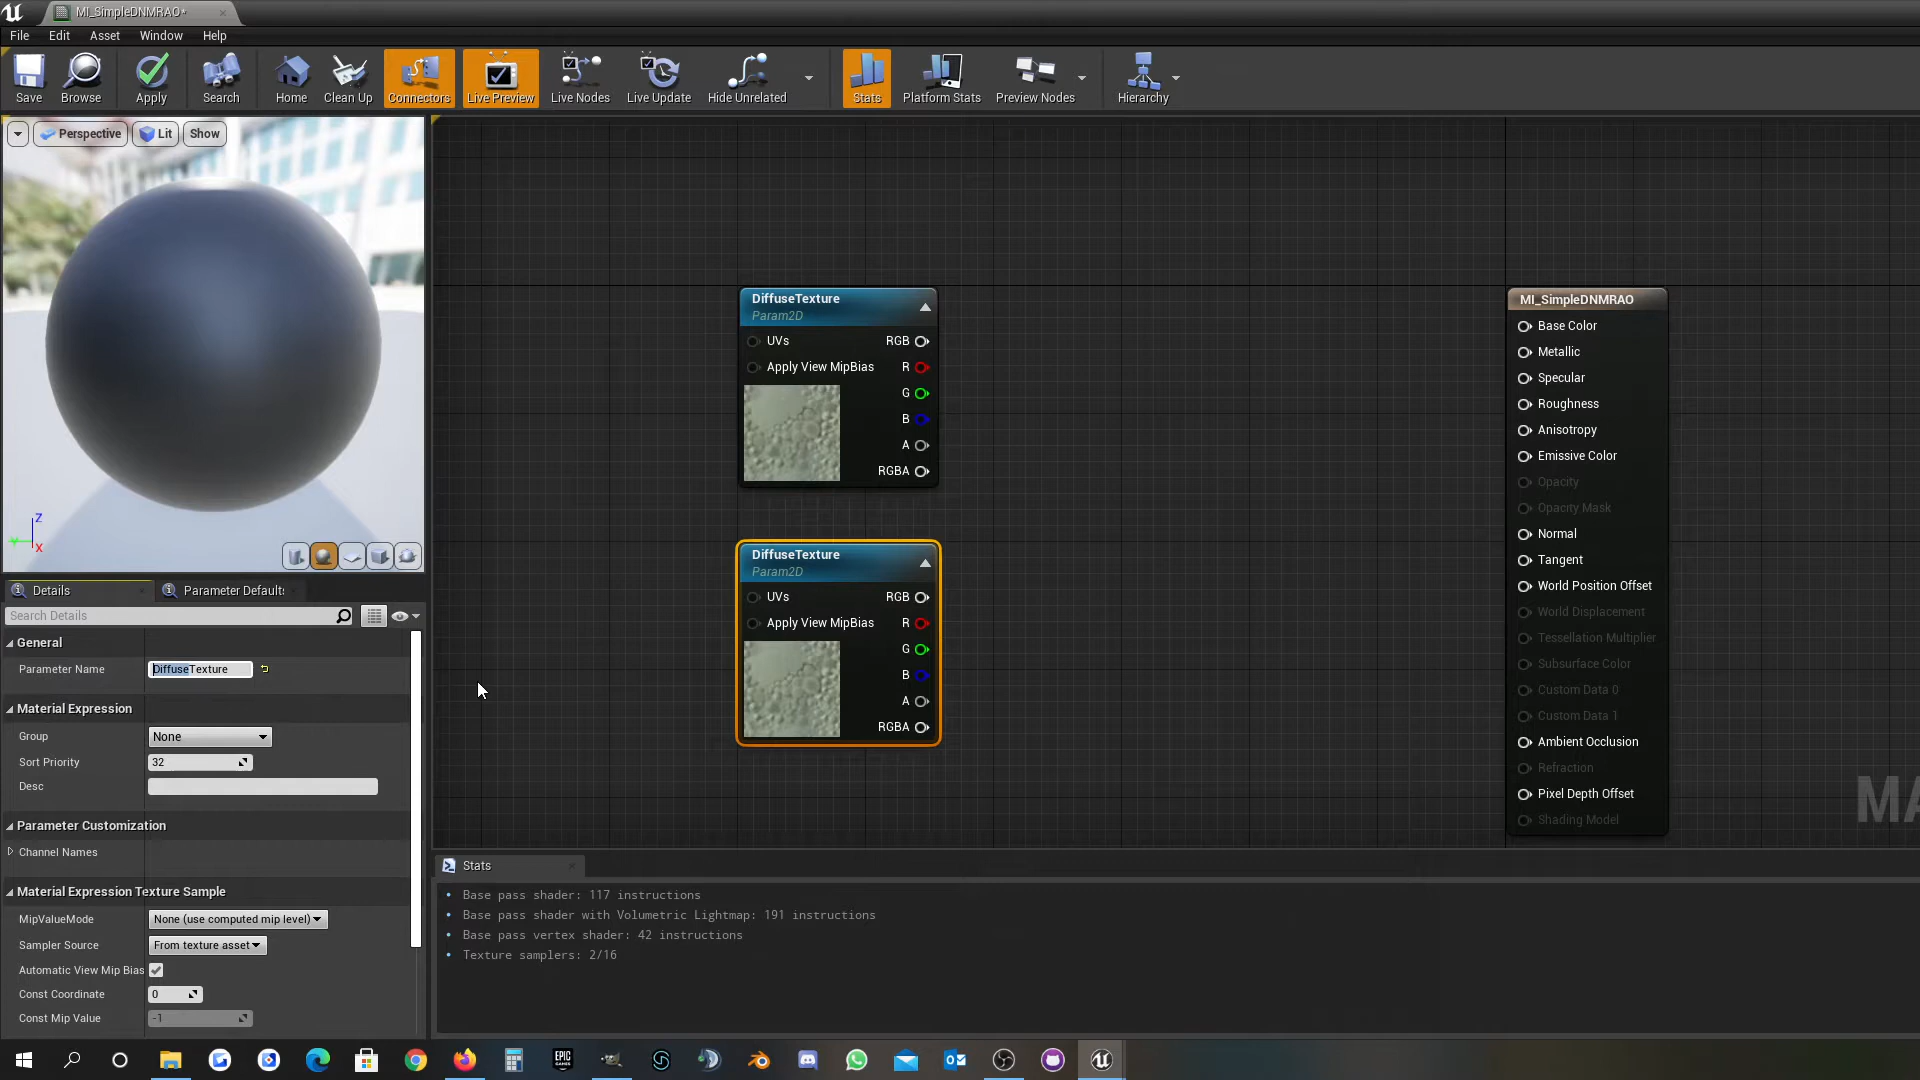 MI_SimpleDNMRAO*
File Edit Asset Window Help
Save Browse Apply Search Home Clean Up Connectors Live Preview Live Nodes Live Update Hide Unrelated Stats Platform Stats Preview Nodes Hierarchy
Perspective Lit Show
Z
Y
X
Details
Parameter Defaults
Search Details
General
Parameter Name DiffuseTexture
Material Expression
Group None
Sort Priority 32
Desc
Parameter Customization
Channel Names
Material Expression Texture Sample
MipValueMode None (use computed mip level)
Sampler Source From texture asset
Automatic View Mip Bias
Const Coordinate 0
Const Mip Value -1
DiffuseTexture
Param2D
UVs RGB
Apply View MipBias R
G
B
A
RGBA
DiffuseTexture
Param2D
UVs RGB
Apply View MipBias R
G
B
A
RGBA
MI_SimpleDNMRAO
Base Color
Metallic
Specular
Roughness
Anisotropy
Emissive Color
Opacity
Opacity Mask
Normal
Tangent
World Position Offset
World Displacement
Tessellation Multiplier
Subsurface Color
Custom Data 0
Custom Data 1
Ambient Occlusion
Refraction
Pixel Depth Offset
Shading Model
MA
Stats
• Base pass shader: 117 instructions
• Base pass shader with Volumetric Lightmap: 191 instructions
• Base pass vertex shader: 42 instructions
• Texture samplers: 2/16
EPIC
GAMES